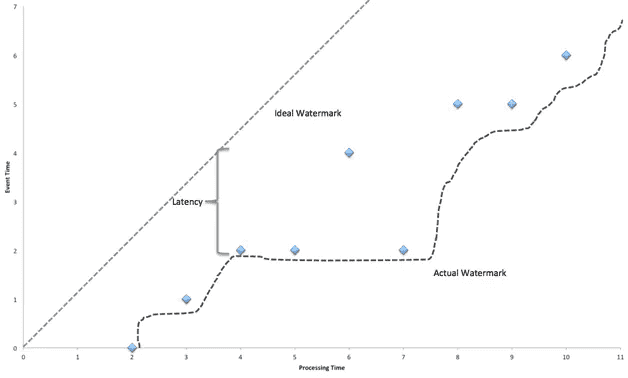 7
6
5
4
3
2
1
0
Event Time
Ideal Watermark
Latency
Actual Watermark
0 1 2 3 4 5 6 7 8 9 10 11
Processing Time